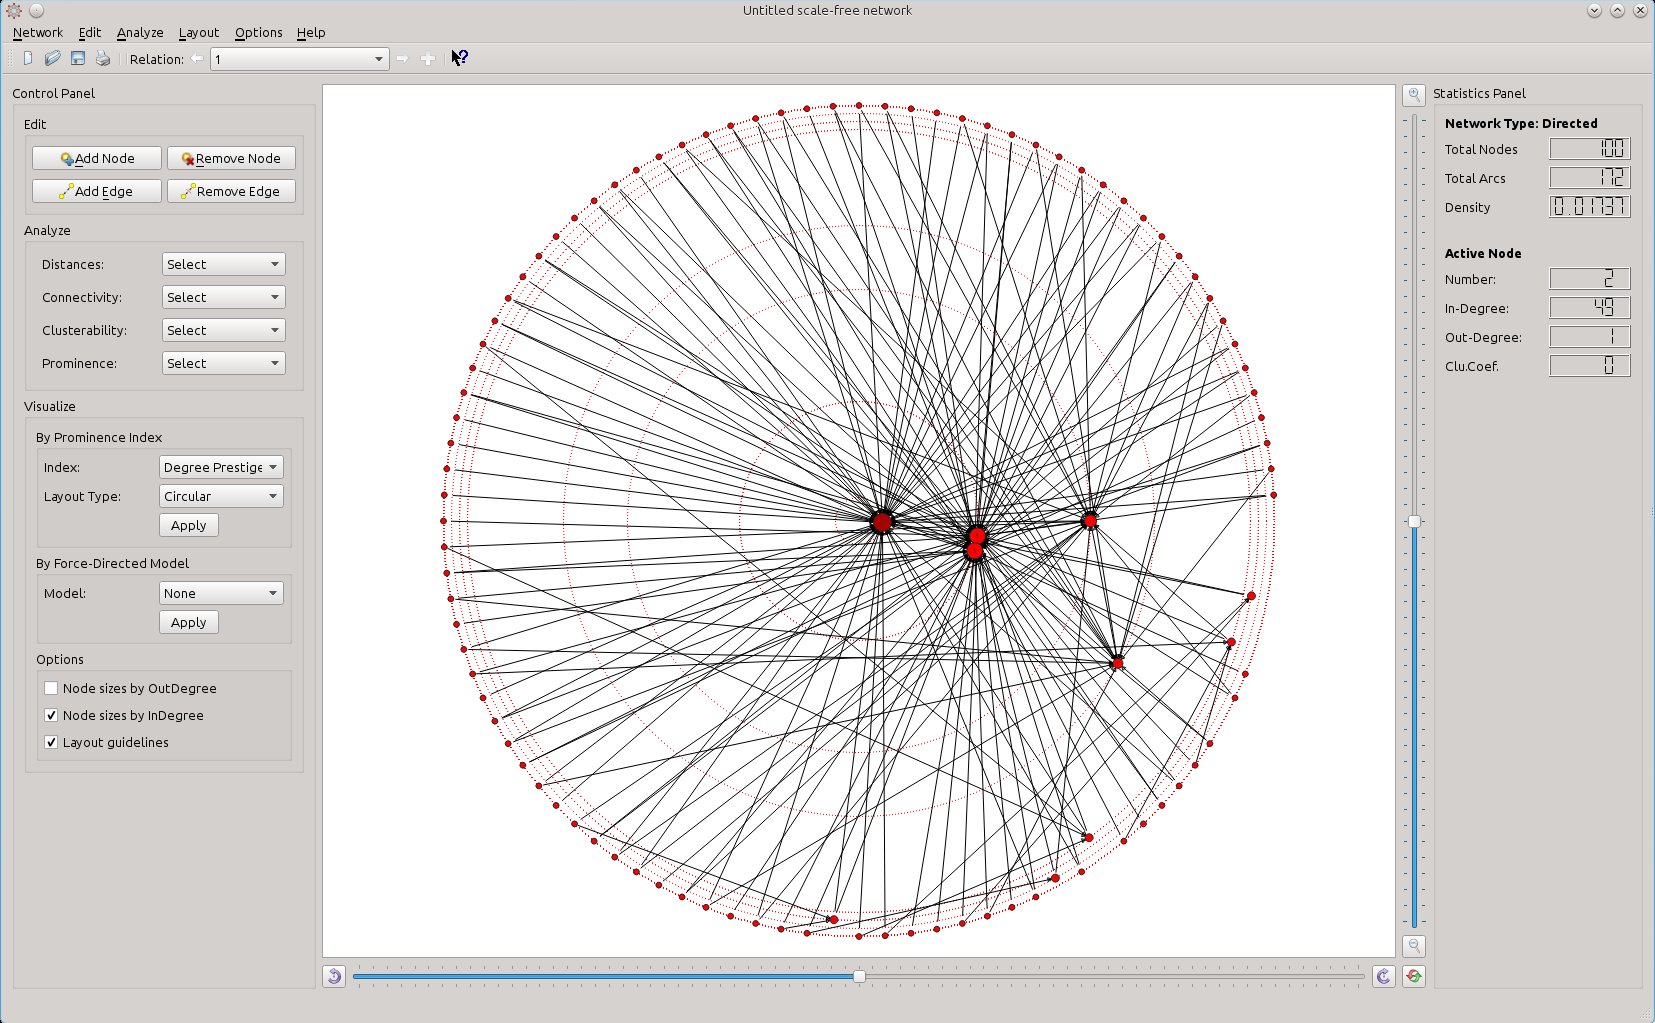 Untitled scale-free network
Network Edit Analyze Layout Options Help
Relation: 1
Control Panel
Edit
Add Node Remove Node
Add Edge Remove Edge
Analyze
Distances: Select
Connectivity: Select
Clusterability: Select
Prominence: Select
Visualize
By Prominence Index
Index: Degree Prestige
Layout Type: Circular
Apply
By Force-Directed Model
Model: None
Apply
Options
Node sizes by OutDegree
Node sizes by InDegree
Layout guidelines
Statistics Panel
Network Type: Directed
Total Nodes 100
Total Arcs 172
Density 0.01737
Active Node
Number: 2
In-Degree: 49
Out-Degree: 1
Clu.Coef. 0